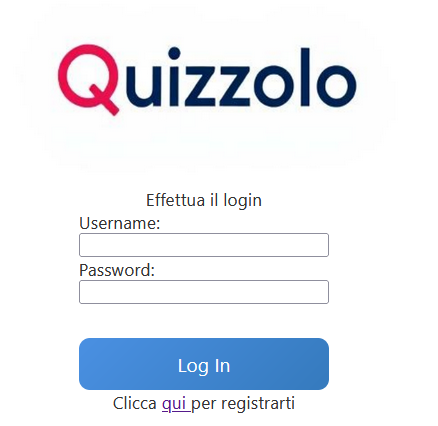 Quizzolo
Effettua il login
Username:
Password:
Log In
Clicca qui per registrarti